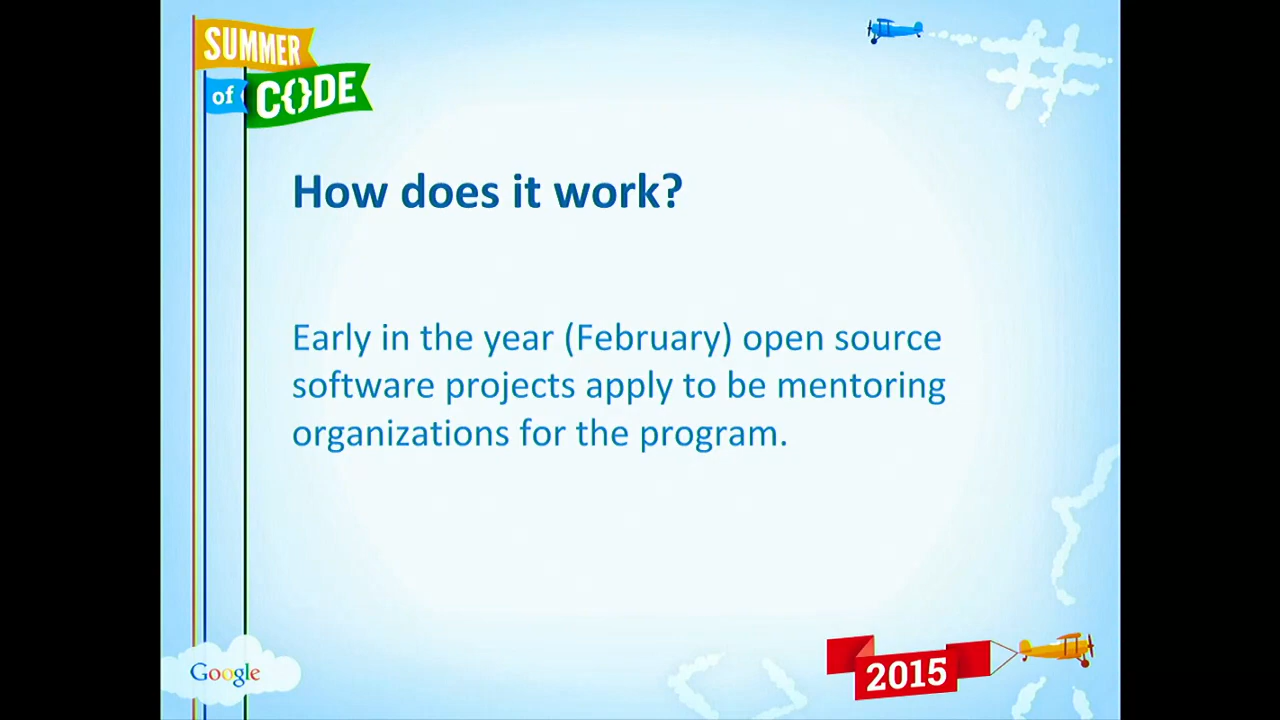 SUMMER
of C{}DE
How does it work?
Early in the year (February) open source
software projects apply to be mentoring
organizations for the program.
Google
2015